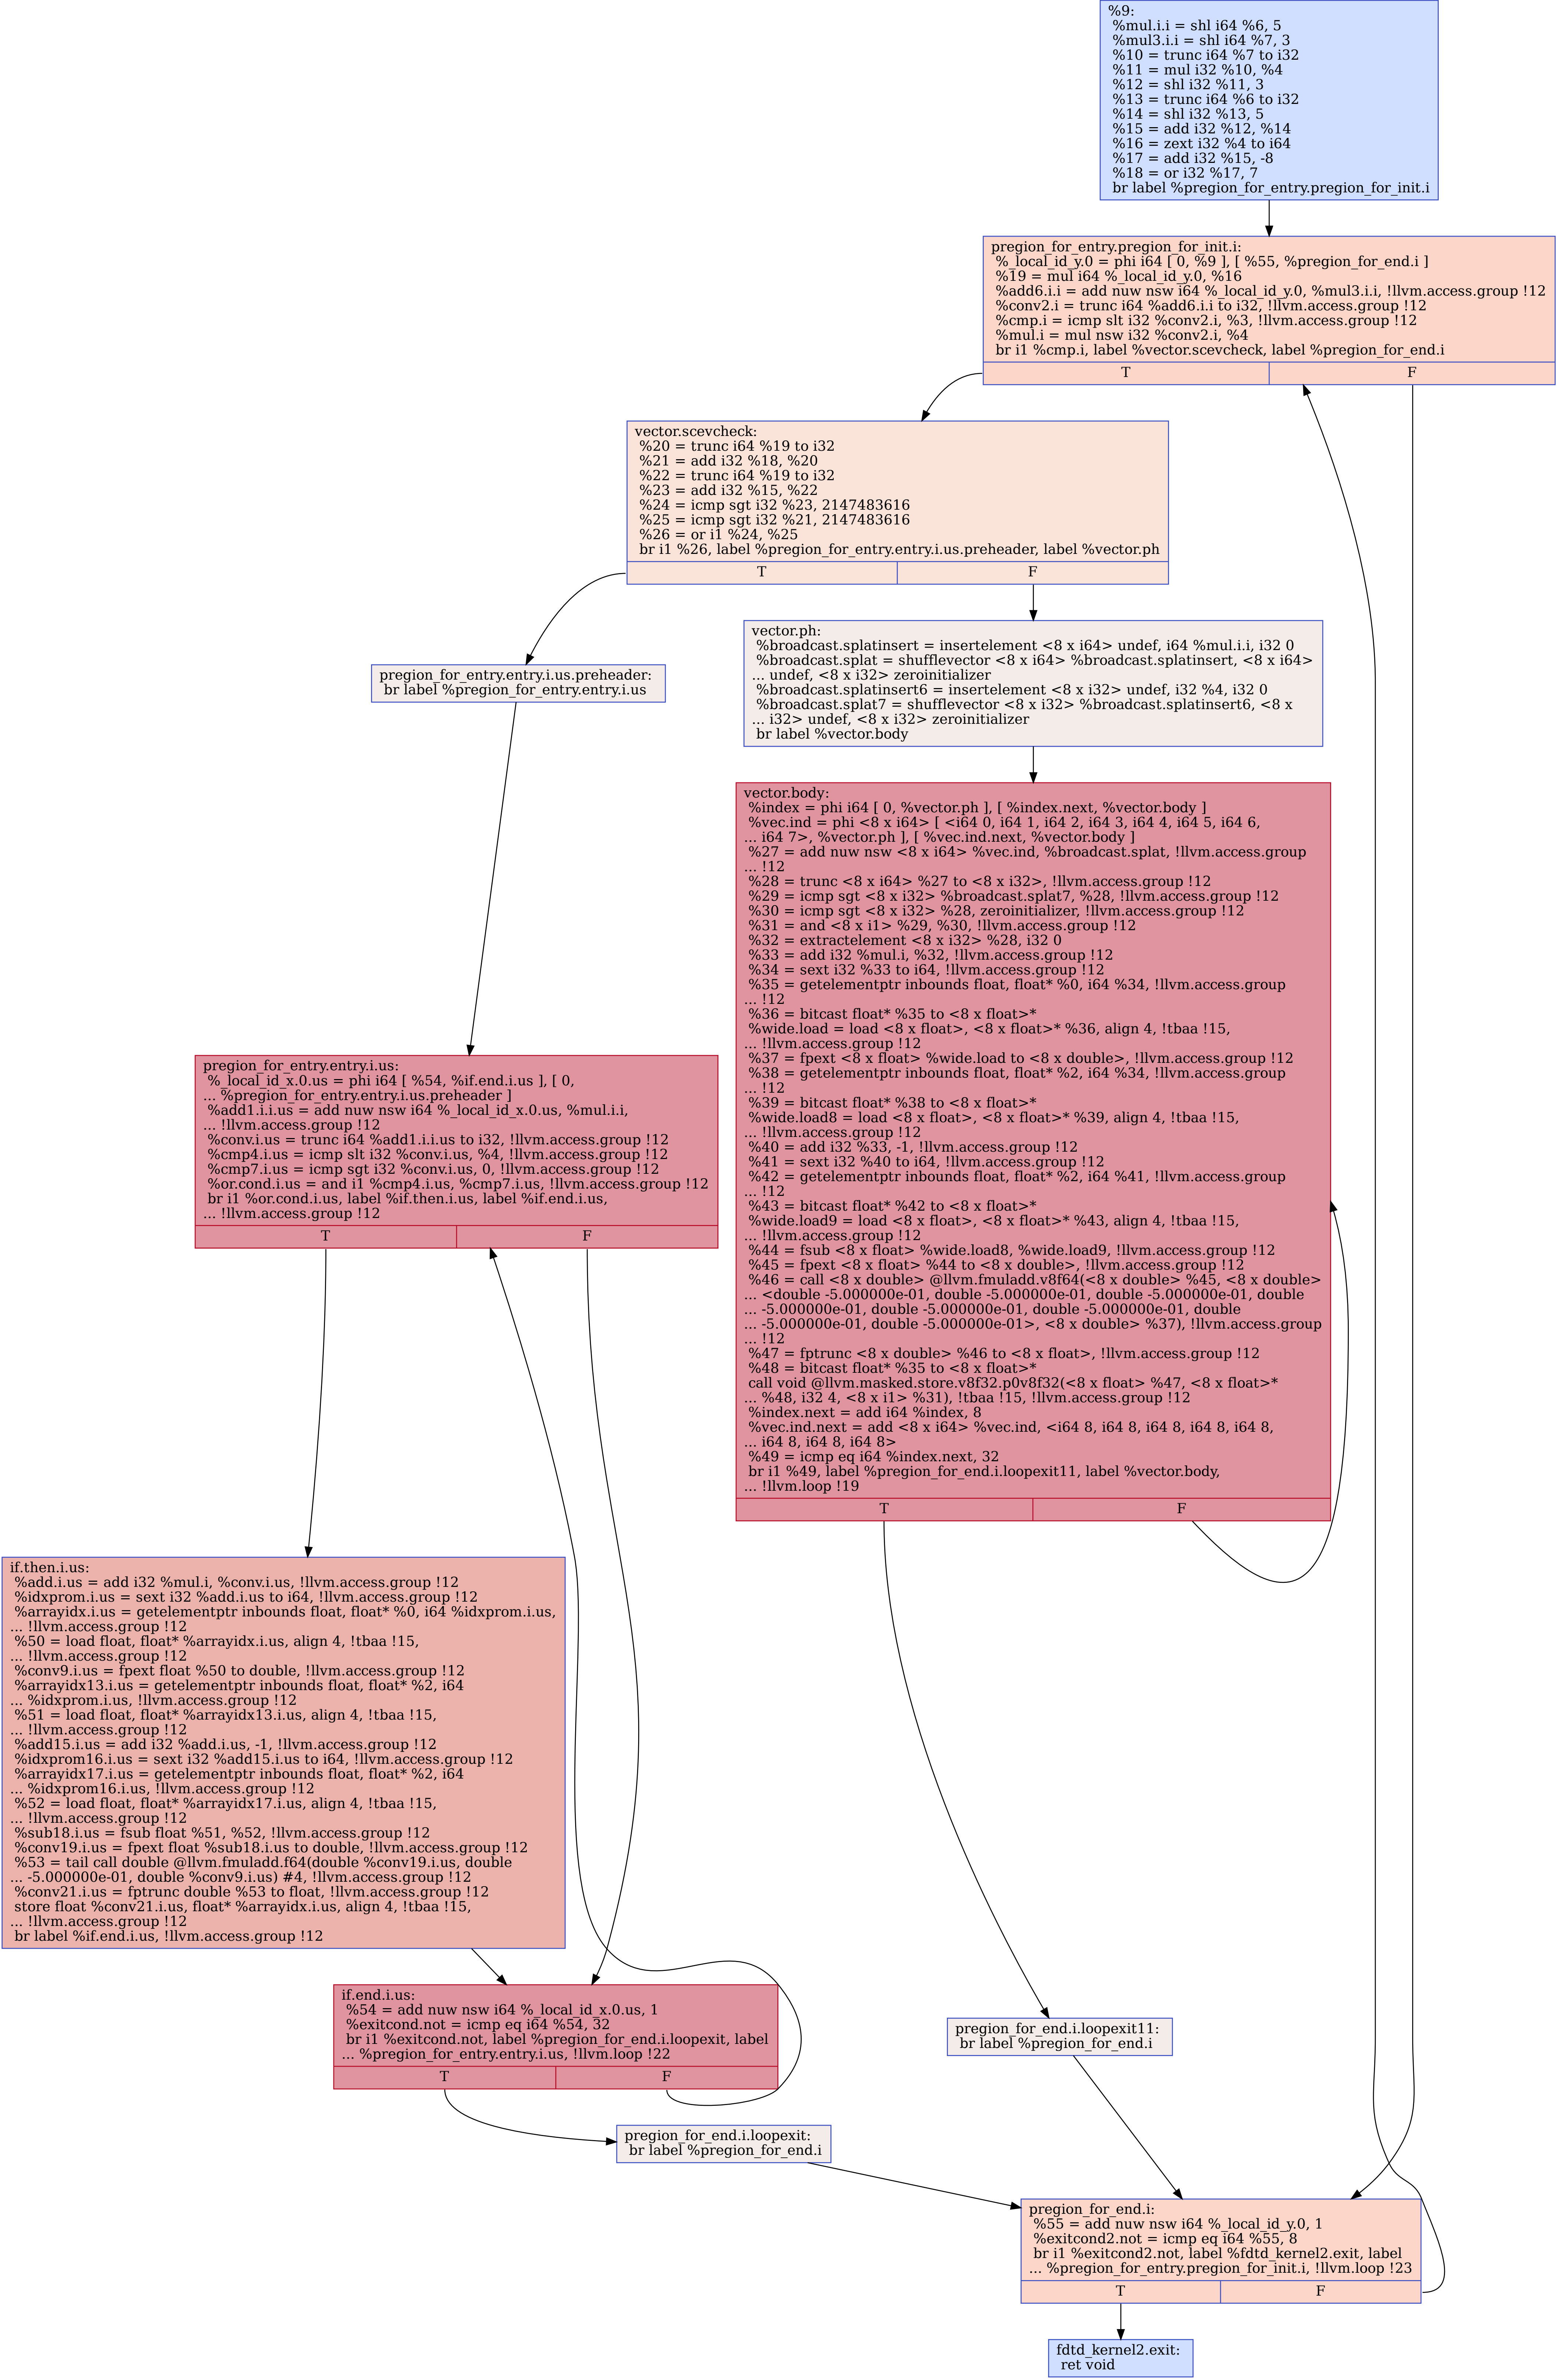 %9:
%mul.i.i = shl i64 %6, 5
%mul3.i.i = shl i64 %7, 3
%10 = trunc i64 %7 to i32
%11 = mul i32 %10, %4
%12 = shl i32 %11, 3
%13 = trunc i64 %6 to i32
%14 = shl i32 %13, 5
%15 = add i32 %12, %14
%16 = zext i32 %4 to i64
%17 = add i32 %15, -8
%18 = or i32 %17, 7
br label %pregion_for_entry.pregion_for_init.i
pregion_for_entry.pregion_for_init.i:
%_local_id_y.0 = phi i64 [ 0, %9 ], [ %55, %pregion_for_end.i ]
%19 = mul i64 %_local_id_y.0, %16
%add6.i.i = add nuw nsw i64 %_local_id_y.0, %mul3.i.i, !llvm.access.group !12
%conv2.i = trunc i64 %add6.i.i to i32, !llvm.access.group !12
%cmp.i = icmp slt i32 %conv2.i, %3, !llvm.access.group !12
%mul.i = mul nsw i32 %conv2.i, %4
br i1 %cmp.i, label %vector.scevcheck, label %pregion_for_end.i
T
F
vector.scevcheck:
%20 = trunc i64 %19 to i32
%21 = add i32 %18, %20
%22 = trunc i64 %19 to i32
%23 = add i32 %15, %22
%24 = icmp sgt i32 %23, 2147483616
%25 = icmp sgt i32 %21, 2147483616
%26 = or i1 %24, %25
br i1 %26, label %pregion_for_entry.entry.i.us.preheader, label %vector.ph
T
F
pregion_for_entry.entry.i.us.preheader:
br label %pregion_for_entry.entry.i.us
vector.ph:
%broadcast.splatinsert = insertelement <8 x i64> undef, i64 %mul.i.i, i32 0
%broadcast.splat = shufflevector <8 x i64> %broadcast.splatinsert, <8 x i64>
... undef, <8 x i32> zeroinitializer
%broadcast.splatinsert6 = insertelement <8 x i32> undef, i32 %4, i32 0
%broadcast.splat7 = shufflevector <8 x i32> %broadcast.splatinsert6, <8 x
... i32> undef, <8 x i32> zeroinitializer
br label %vector.body
vector.body:
%index = phi i64 [ 0, %vector.ph ], [ %index.next, %vector.body ]
%vec.ind = phi <8 x i64> [ <i64 0, i64 1, i64 2, i64 3, i64 4, i64 5, i64 6,
... i64 7>, %vector.ph ], [ %vec.ind.next, %vector.body ]
%27 = add nuw nsw <8 x i64> %vec.ind, %broadcast.splat, !llvm.access.group
... !12
%28 = trunc <8 x i64> %27 to <8 x i32>, !llvm.access.group !12
%29 = icmp sgt <8 x i32> %broadcast.splat7, %28, !llvm.access.group !12
%30 = icmp sgt <8 x i32> %28, zeroinitializer, !llvm.access.group !12
%31 = and <8 x i1> %29, %30, !llvm.access.group !12
%32 = extractelement <8 x i32> %28, i32 0
%33 = add i32 %mul.i, %32, !llvm.access.group !12
%34 = sext i32 %33 to i64, !llvm.access.group !12
%35 = getelementptr inbounds float, float* %0, i64 %34, !llvm.access.group
... !12
%36 = bitcast float* %35 to <8 x float>*
%wide.load = load <8 x float>, <8 x float>* %36, align 4, !tbaa !15,
... !llvm.access.group !12
%37 = fpext <8 x float> %wide.load to <8 x double>, !llvm.access.group !12
%38 = getelementptr inbounds float, float* %2, i64 %34, !llvm.access.group
... !12
%39 = bitcast float* %38 to <8 x float>*
%wide.load8 = load <8 x float>, <8 x float>* %39, align 4, !tbaa !15,
... !llvm.access.group !12
%40 = add i32 %33, -1, !llvm.access.group !12
%41 = sext i32 %40 to i64, !llvm.access.group !12
%42 = getelementptr inbounds float, float* %2, i64 %41, !llvm.access.group
... !12
%43 = bitcast float* %42 to <8 x float>*
%wide.load9 = load <8 x float>, <8 x float>* %43, align 4, !tbaa !15,
... !llvm.access.group !12
%44 = fsub <8 x float> %wide.load8, %wide.load9, !llvm.access.group !12
%45 = fpext <8 x float> %44 to <8 x double>, !llvm.access.group !12
%46 = call <8 x double> @llvm.fmuladd.v8f64(<8 x double> %45, <8 x double>
... <double -5.000000e-01, double -5.000000e-01, double -5.000000e-01, double
... -5.000000e-01, double -5.000000e-01, double -5.000000e-01, double
... -5.000000e-01, double -5.000000e-01>, <8 x double> %37), !llvm.access.group
... !12
%47 = fptrunc <8 x double> %46 to <8 x float>, !llvm.access.group !12
%48 = bitcast float* %35 to <8 x float>*
call void @llvm.masked.store.v8f32.p0v8f32(<8 x float> %47, <8 x float>*
... %48, i32 4, <8 x i1> %31), !tbaa !15, !llvm.access.group !12
%index.next = add i64 %index, 8
%vec.ind.next = add <8 x i64> %vec.ind, <i64 8, i64 8, i64 8, i64 8, i64 8,
... i64 8, i64 8, i64 8>
%49 = icmp eq i64 %index.next, 32
br i1 %49, label %pregion_for_end.i.loopexit11, label %vector.body,
... !llvm.loop !19
T
F
pregion_for_entry.entry.i.us:
%_local_id_x.0.us = phi i64 [ %54, %if.end.i.us ], [ 0,
... %pregion_for_entry.entry.i.us.preheader ]
%add1.i.i.us = add nuw nsw i64 %_local_id_x.0.us, %mul.i.i,
... !llvm.access.group !12
%conv.i.us = trunc i64 %add1.i.i.us to i32, !llvm.access.group !12
%cmp4.i.us = icmp slt i32 %conv.i.us, %4, !llvm.access.group !12
%cmp7.i.us = icmp sgt i32 %conv.i.us, 0, !llvm.access.group !12
%or.cond.i.us = and i1 %cmp4.i.us, %cmp7.i.us, !llvm.access.group !12
br i1 %or.cond.i.us, label %if.then.i.us, label %if.end.i.us,
... !llvm.access.group !12
T
F
if.then.i.us:
%add.i.us = add i32 %mul.i, %conv.i.us, !llvm.access.group !12
%idxprom.i.us = sext i32 %add.i.us to i64, !llvm.access.group !12
%arrayidx.i.us = getelementptr inbounds float, float* %0, i64 %idxprom.i.us,
... !llvm.access.group !12
%50 = load float, float* %arrayidx.i.us, align 4, !tbaa !15,
... !llvm.access.group !12
%conv9.i.us = fpext float %50 to double, !llvm.access.group !12
%arrayidx13.i.us = getelementptr inbounds float, float* %2, i64
... %idxprom.i.us, !llvm.access.group !12
%51 = load float, float* %arrayidx13.i.us, align 4, !tbaa !15,
... !llvm.access.group !12
%add15.i.us = add i32 %add.i.us, -1, !llvm.access.group !12
%idxprom16.i.us = sext i32 %add15.i.us to i64, !llvm.access.group !12
%arrayidx17.i.us = getelementptr inbounds float, float* %2, i64
... %idxprom16.i.us, !llvm.access.group !12
%52 = load float, float* %arrayidx17.i.us, align 4, !tbaa !15,
... !llvm.access.group !12
%sub18.i.us = fsub float %51, %52, !llvm.access.group !12
%conv19.i.us = fpext float %sub18.i.us to double, !llvm.access.group !12
%53 = tail call double @llvm.fmuladd.f64(double %conv19.i.us, double
... -5.000000e-01, double %conv9.i.us) #4, !llvm.access.group !12
%conv21.i.us = fptrunc double %53 to float, !llvm.access.group !12
store float %conv21.i.us, float* %arrayidx.i.us, align 4, !tbaa !15,
... !llvm.access.group !12
br label %if.end.i.us, !llvm.access.group !12
if.end.i.us:
%54 = add nuw nsw i64 %_local_id_x.0.us, 1
%exitcond.not = icmp eq i64 %54, 32
br i1 %exitcond.not, label %pregion_for_end.i.loopexit, label
... %pregion_for_entry.entry.i.us, !llvm.loop !22
T
F
pregion_for_end.i.loopexit11:
br label %pregion_for_end.i
pregion_for_end.i.loopexit:
br label %pregion_for_end.i
pregion_for_end.i:
%55 = add nuw nsw i64 %_local_id_y.0, 1
%exitcond2.not = icmp eq i64 %55, 8
br i1 %exitcond2.not, label %fdtd_kernel2.exit, label
... %pregion_for_entry.pregion_for_init.i, !llvm.loop !23
T
F
fdtd_kernel2.exit:
ret void